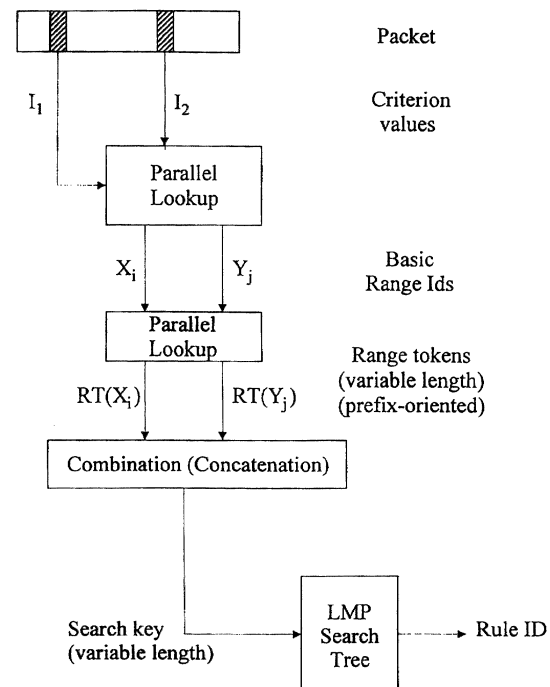 Packet
I1
I2
Criterion
values
Parallel
Lookup
Xi
Yj
Basic
Range Ids
Parallel
Lookup
Range tokens
(variable length)
(prefix-oriented)
RT(Xi)
RT(Yj)
Combination (Concatenation)
Search key
(variable length)
LMP
Search
Tree
Rule ID